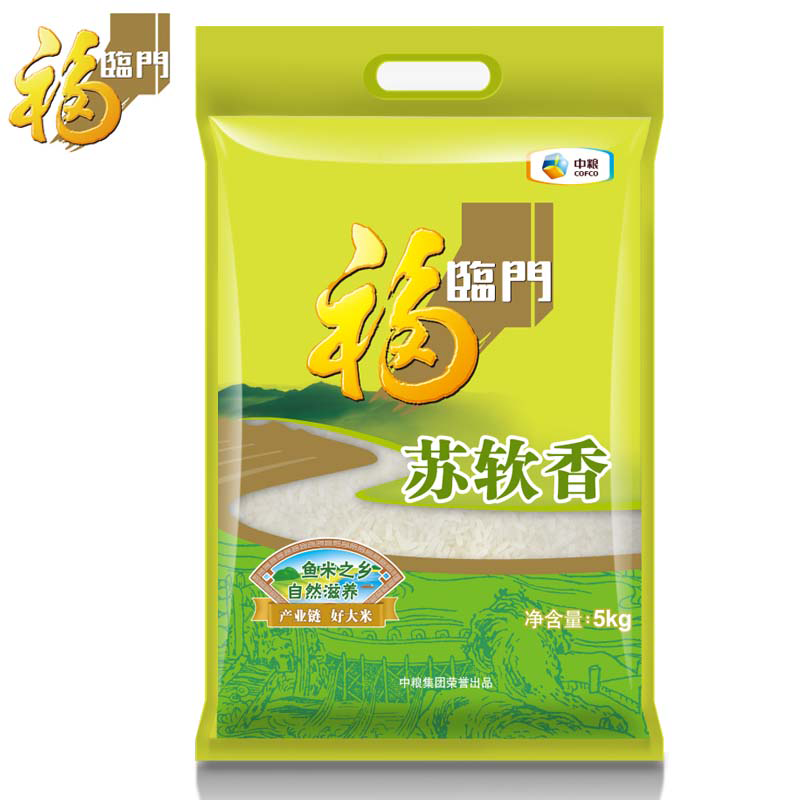 福臨門
中粮
COFCO
福臨門
苏软香
鱼米之乡
自然滋养
产业链 好大米
净含量:5kg
中粮集团荣誉出品